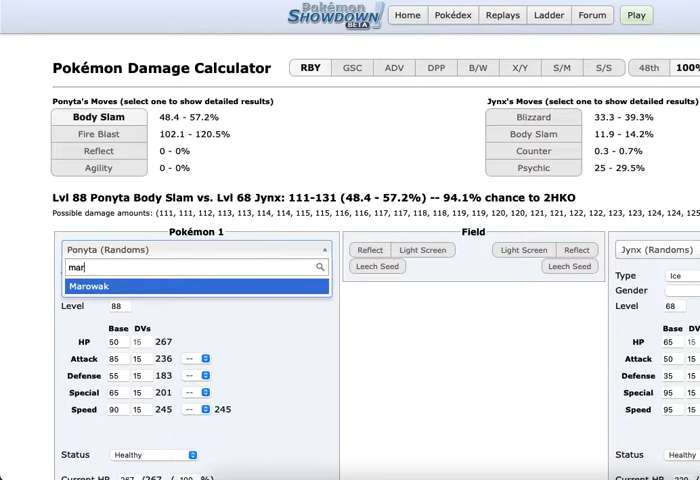 Pokémon
SHOWDOWN!
BETA
Home Pokédex Replays Ladder Forum Play
Pokémon Damage Calculator RBY GSC ADV DPP B/W X/Y S/M S/S 48th 100%
Ponyta's Moves (select one to show detailed results) Jynx's Moves (select one to show detailed results)
Body Slam 48.4 - 57.2% Blizzard 33.3 - 39.3%
Fire Blast 102.1 - 120.5% Body Slam 11.9 - 14.2%
Reflect 0 - 0% Counter 0.3 - 0.7%
Agility 0 - 0% Psychic 25 - 29.5%
Lvl 88 Ponyta Body Slam vs. Lvl 68 Jynx: 111-131 (48.4 - 57.2%) -- 94.1% chance to 2HKO
Possible damage amounts: (111, 111, 112, 113, 113, 114, 114, 115, 115, 116, 116, 117, 117, 118, 118, 119, 119, 120, 120, 121, 121, 122, 122, 123, 123, 124, 124, 125
Pokémon 1 Field
Ponyta (Randoms) Reflect Light Screen Light Screen Reflect Jynx (Randoms)
mar Leech Seed Leech Seed Type Ice
Marowak Gender
Level 88 Level 68
Base DVs Base DVs
HP 50 15 267 HP 65 15
Attack 85 15 236 -- Attack 50 15
Defense 55 15 183 -- Defense 35 15
Special 65 15 201 -- Special 95 15
Speed 90 15 245 -- 245 Speed 95 15
Status Healthy Status Healthy
Current HP 267 /267 ( 100 %)